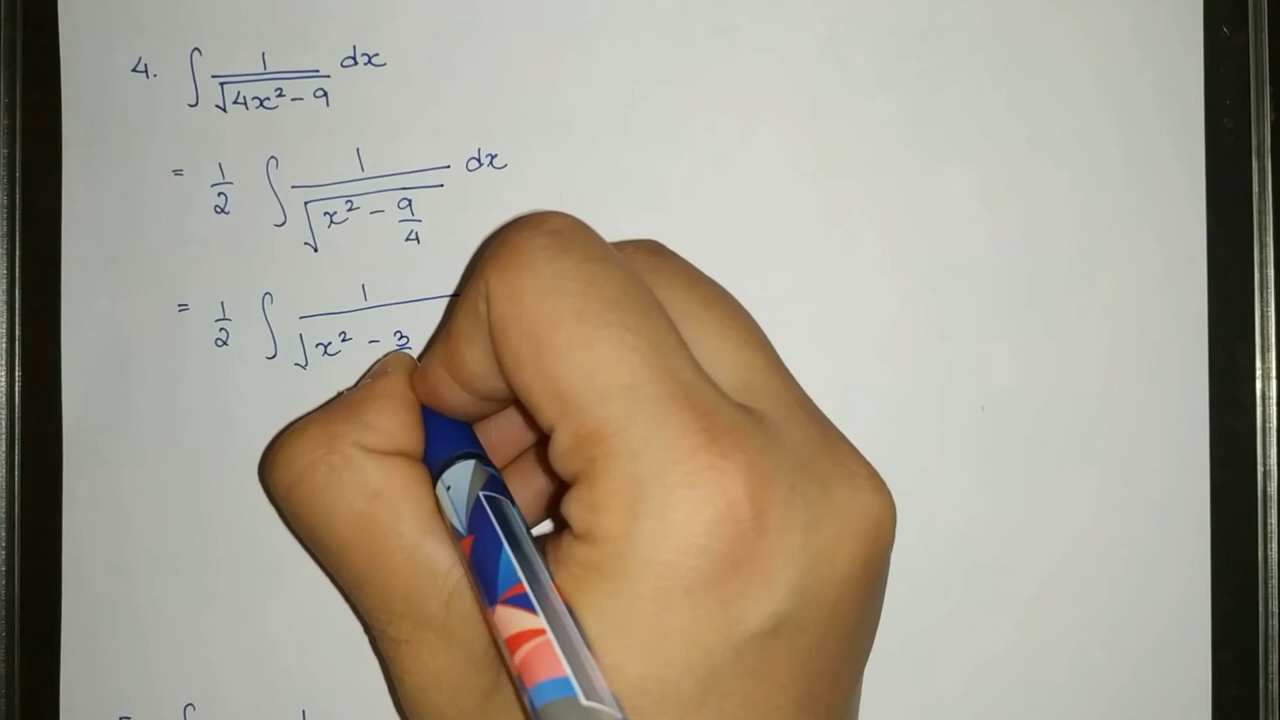 4. ∫ 1/√(4x² - 9) dx
= 1/2 ∫ 1/√(x² - 9/4) dx
= 1/2 ∫ 1/√(x² - 3